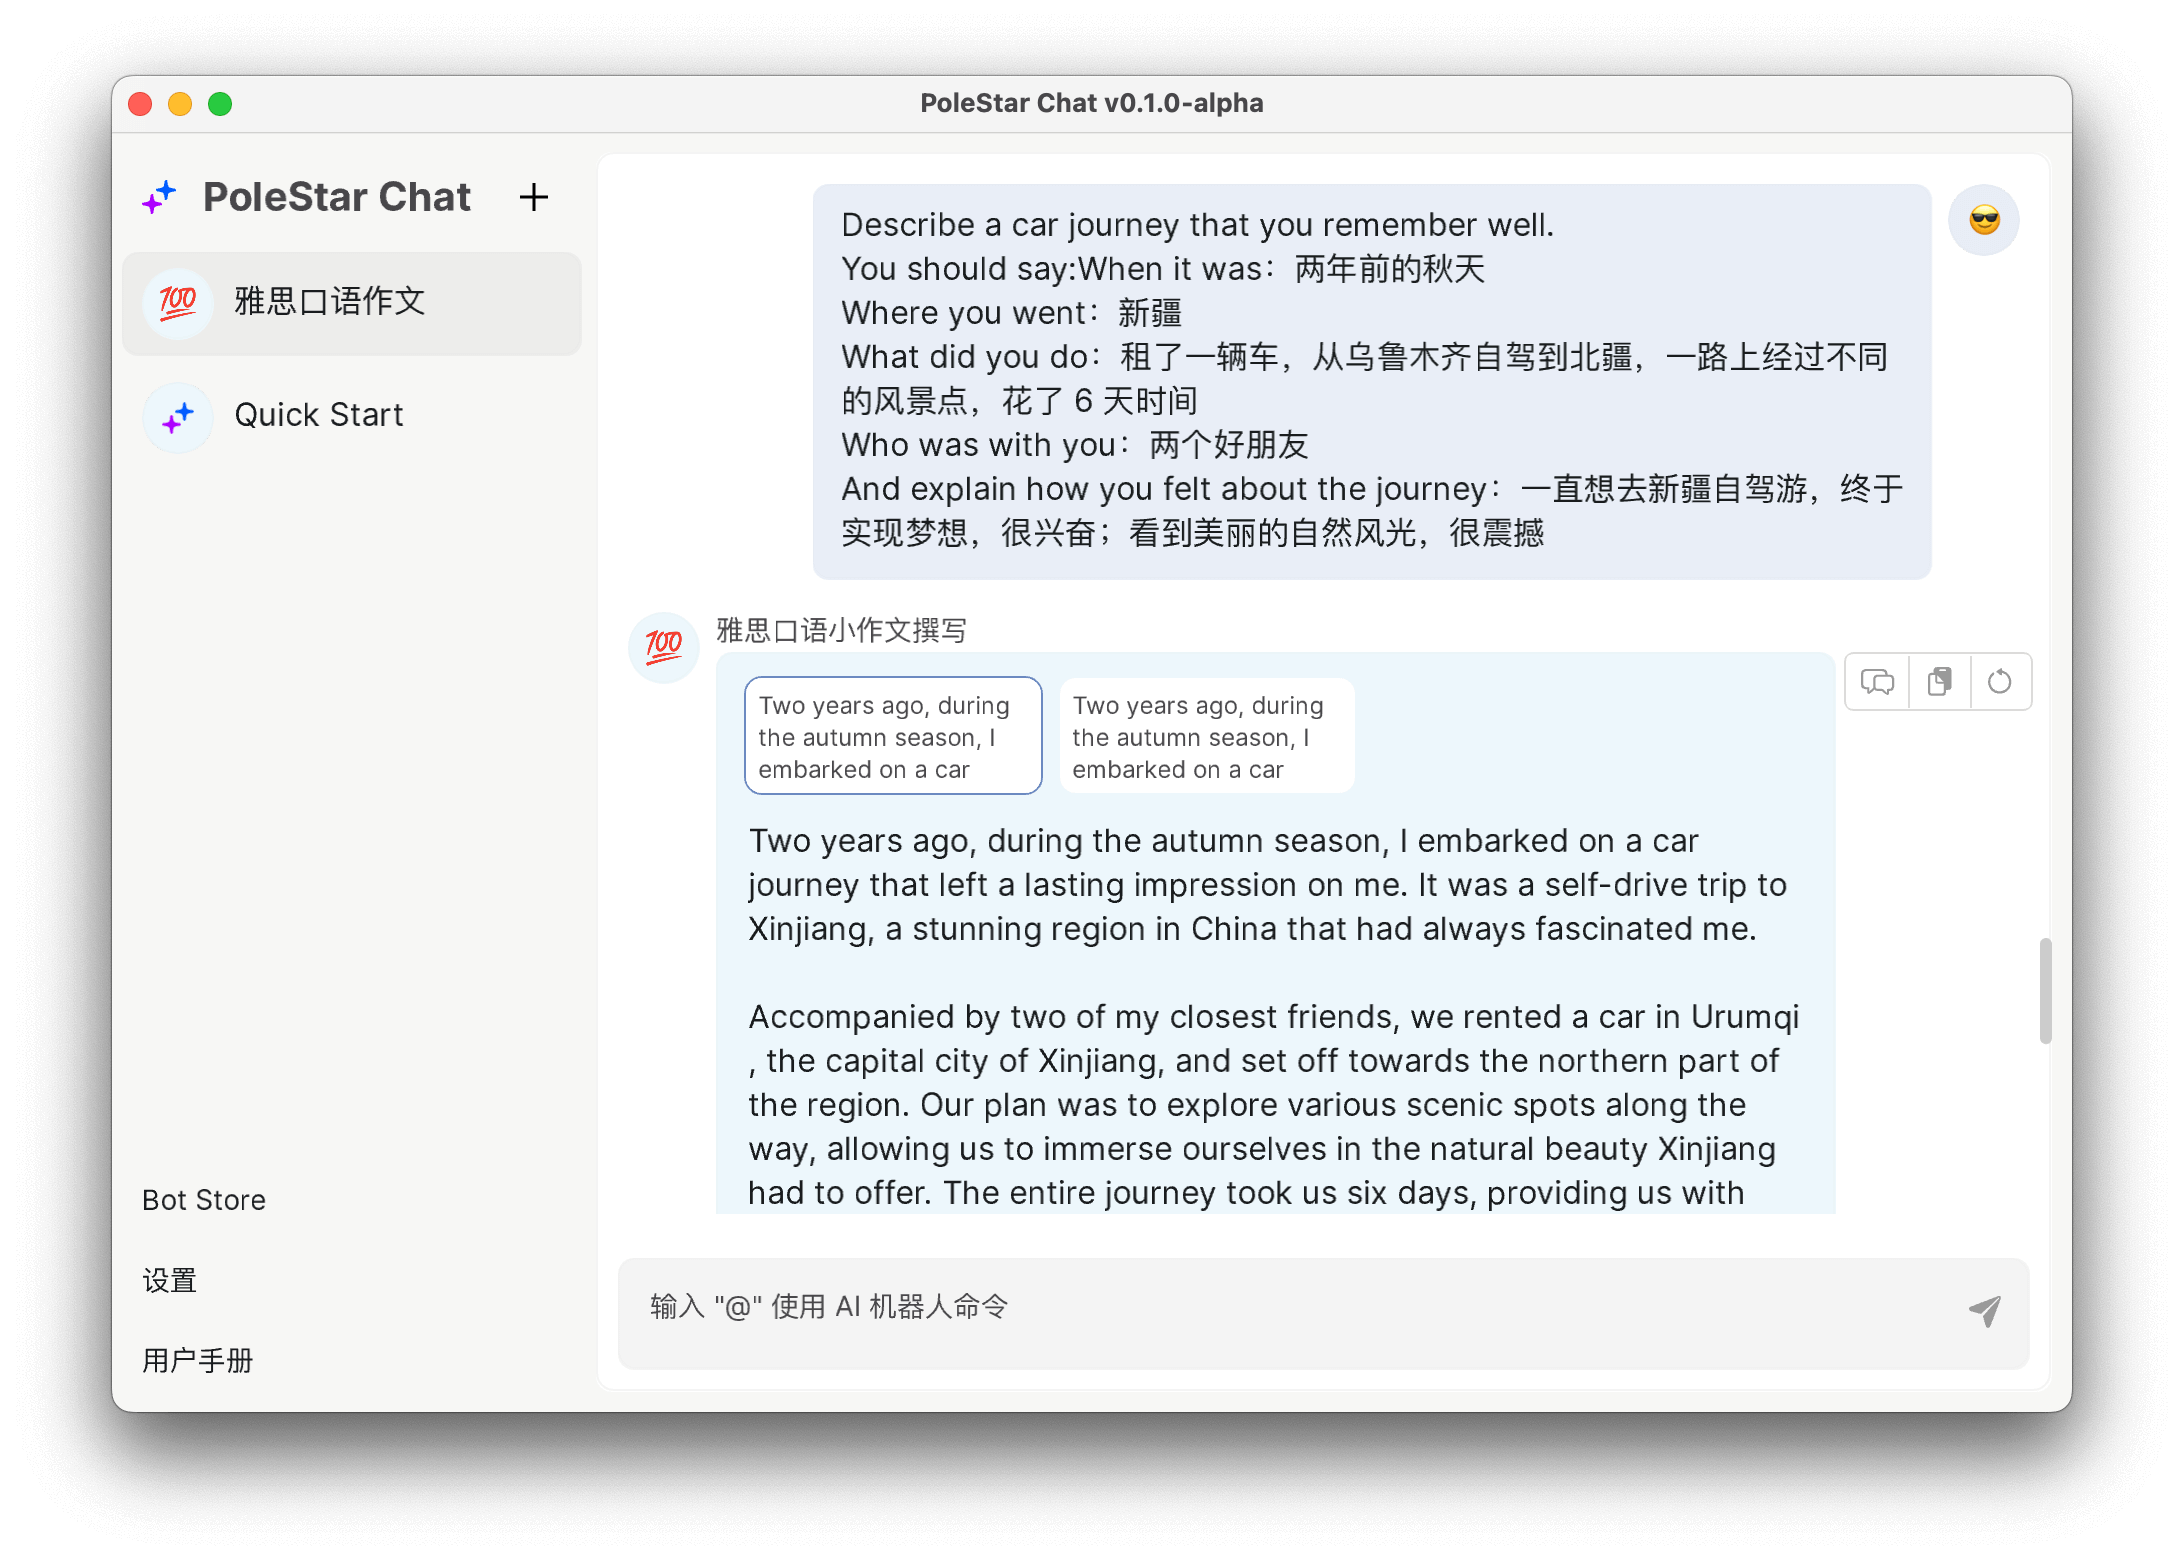 PoleStar Chat v0.1.0-alpha
PoleStar Chat
雅思口语作文
Quick Start
Bot Store
设置
用户手册
Describe a car journey that you remember well.
You should say:When it was：两年前的秋天
Where you went：新疆
What did you do：租了一辆车，从乌鲁木齐自驾到北疆，一路上经过不同
的风景点，花了 6 天时间
Who was with you：两个好朋友
And explain how you felt about the journey：一直想去新疆自驾游，终于
实现梦想，很兴奋；看到美丽的自然风光，很震撼
雅思口语小作文撰写
Two years ago, during
the autumn season, I
embarked on a car
Two years ago, during
the autumn season, I
embarked on a car
Two years ago, during the autumn season, I embarked on a car
journey that left a lasting impression on me. It was a self-drive trip to
Xinjiang, a stunning region in China that had always fascinated me.
Accompanied by two of my closest friends, we rented a car in Urumqi
, the capital city of Xinjiang, and set off towards the northern part of
the region. Our plan was to explore various scenic spots along the
way, allowing us to immerse ourselves in the natural beauty Xinjiang
had to offer. The entire journey took us six days, providing us with
输入 "@" 使用 AI 机器人命令